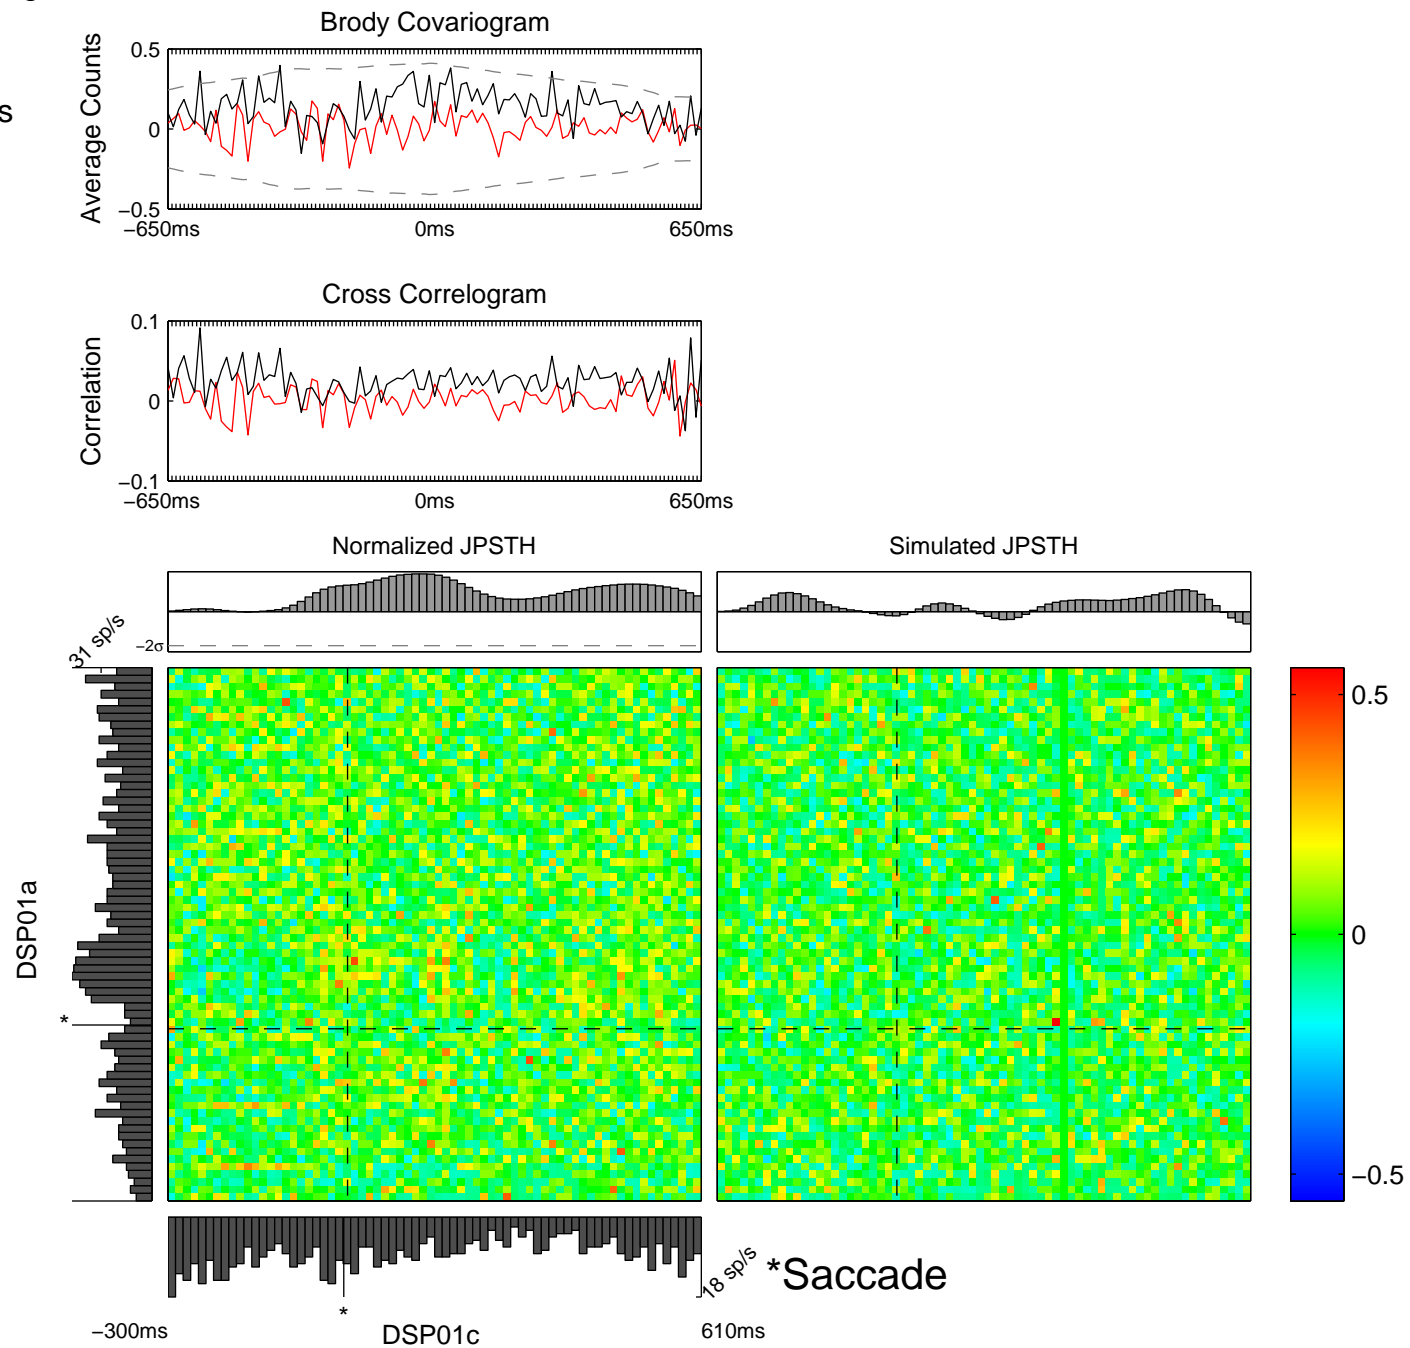 Brody Covariogram
s
Average Counts
0.5
0
−0.5
−650ms
0ms
650ms
Cross Correlogram
Correlation
0.1
0
−0.1
−650ms
0ms
650ms
Normalized JPSTH
Simulated JPSTH
31 sp/s
−2σ
DSP01a
*
0.5
0
−0.5
18 sp/s
*Saccade
*
−300ms
DSP01c
610ms